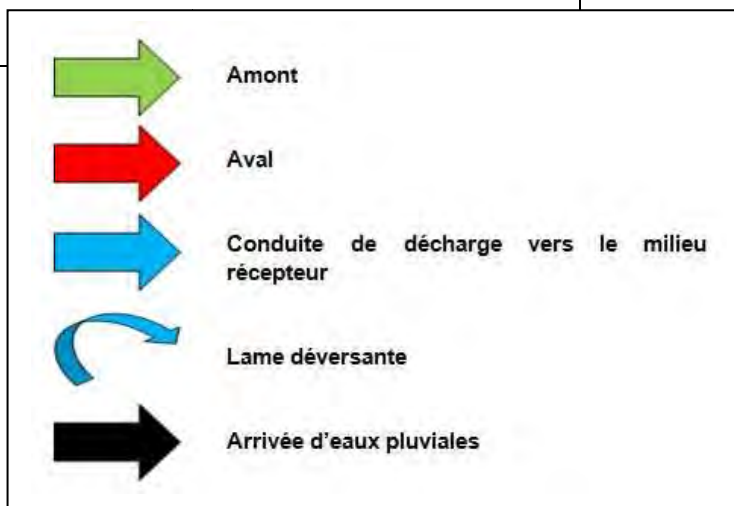 Amont
Aval
Conduite de décharge vers le milieu
récepteur
Lame déversante
Arrivée d'eaux pluviales